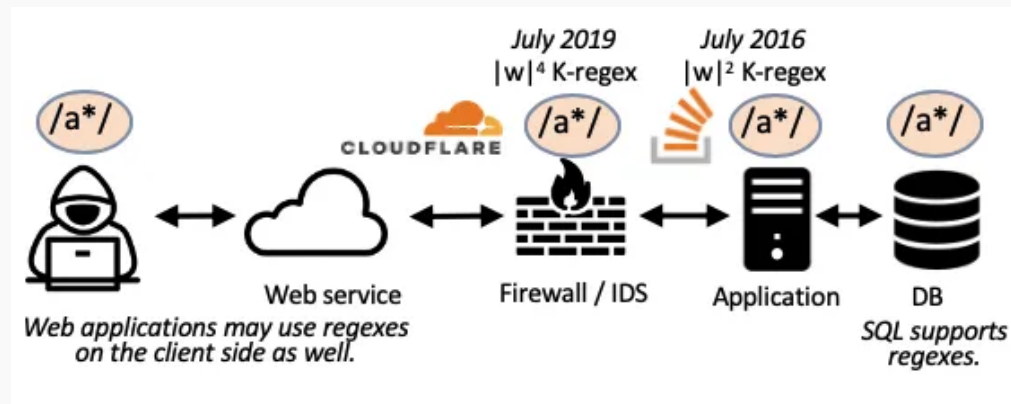 July 2019
|w|⁴ K-regex
July 2016
|w|² K-regex
/a*/
CLOUDFLARE
/a*/
/a*/
/a*/
Web service
Firewall / IDS
Application
DB
Web applications may use regexes
on the client side as well.
SQL supports
regexes.